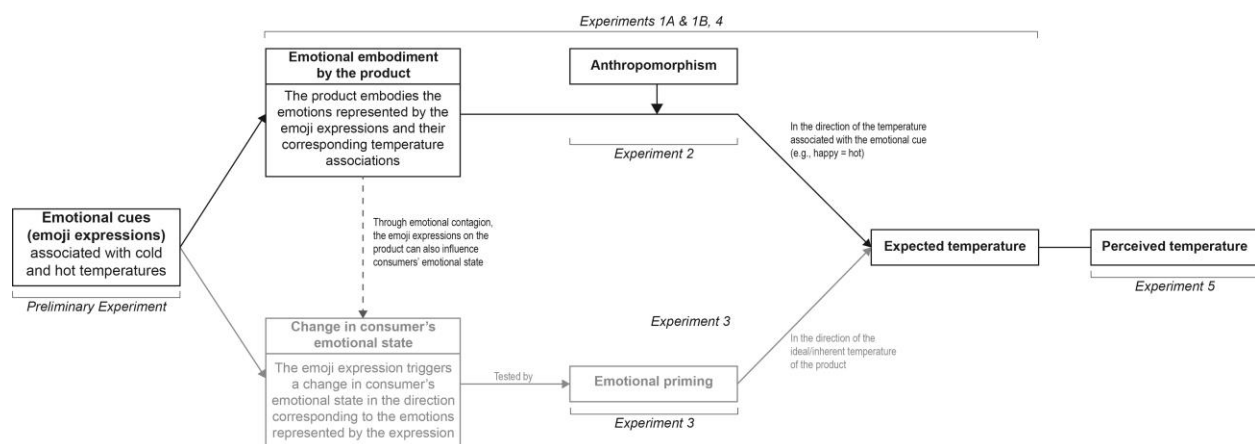 Experiments 1A & 1B, 4
Emotional embodiment
by the product
The product embodies the
emotions represented by the
emoji expressions and their
corresponding temperature
associations
Anthropomorphism
Experiment 2
In the direction of the temperature
associated with the emotional cue
(e.g., happy = hot)
Emotional cues
(emoji expressions)
associated with cold
and hot temperatures
Preliminary Experiment
Through emotional contagion,
the emoji expressions on the
product can also influence
consumers' emotional state
Expected temperature
Perceived temperature
Experiment 5
Change in consumer's
emotional state
The emoji expression triggers
a change in consumer's
emotional state in the direction
corresponding to the emotions
represented by the expression
Tested by
Experiment 3
Emotional priming
Experiment 3
In the direction of the
ideal/inherent temperature
of the product